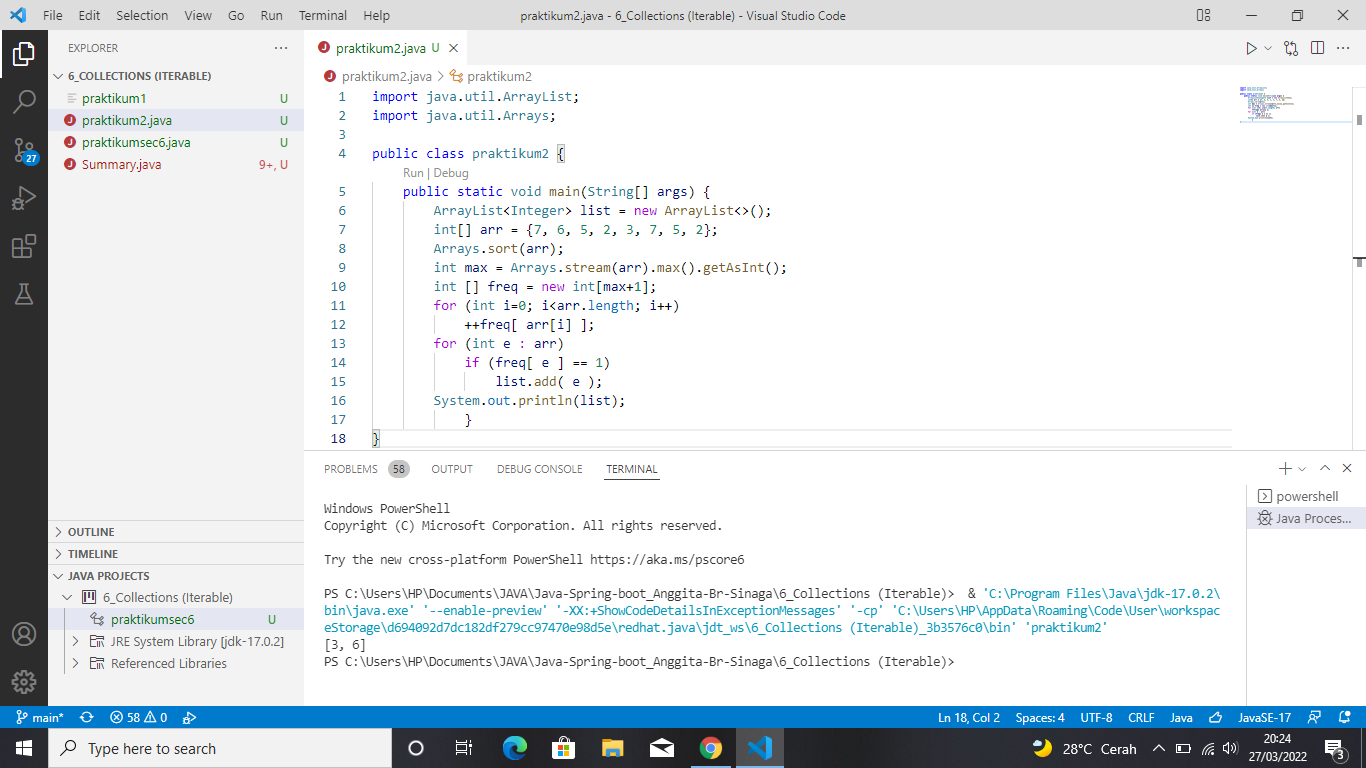 File Edit Selection View Go Run Terminal Help
praktikum2.java - 6_Collections (Iterable) - Visual Studio Code
EXPLORER
6_COLLECTIONS (ITERABLE)
praktikum1 U
praktikum2.java U
praktikumsec6.java U
Summary.java 9+, U
OUTLINE
TIMELINE
JAVA PROJECTS
6_Collections (Iterable)
praktikumsec6 U
JRE System Library [jdk-17.0.2]
Referenced Libraries
27
praktikum2.java U
praktikum2.java > praktikum2
1 import java.util.ArrayList;
2 import java.util.Arrays;
3
4 public class praktikum2 {
Run | Debug
5 public static void main(String[] args) {
6 ArrayList<Integer> list = new ArrayList<>();
7 int[] arr = {7, 6, 5, 2, 3, 7, 5, 2};
8 Arrays.sort(arr);
9 int max = Arrays.stream(arr).max().getAsInt();
10 int [] freq = new int[max+1];
11 for (int i=0; i<arr.length; i++)
12 ++freq[ arr[i] ];
13 for (int e : arr)
14 if (freq[ e ] == 1)
15 list.add( e );
16 System.out.println(list);
17 }
18 }
PROBLEMS 58 OUTPUT DEBUG CONSOLE TERMINAL
Windows PowerShell
Copyright (C) Microsoft Corporation. All rights reserved.
Try the new cross-platform PowerShell https://aka.ms/pscore6
PS C:\Users\HP\Documents\JAVA\Java-Spring-boot_Anggita-Br-Sinaga\6_Collections (Iterable)> & 'C:\Program Files\Java\jdk-17.0.2\
bin\java.exe' '--enable-preview' '-XX:+ShowCodeDetailsInExceptionMessages' '-cp' 'C:\Users\HP\AppData\Roaming\Code\User\workspac
eStorage\d694092d7dc182df279cc97470e98d5e\redhat.java\jdt_ws\6_Collections (Iterable)_3b3576c0\bin' 'praktikum2'
[3, 6]
PS C:\Users\HP\Documents\JAVA\Java-Spring-boot_Anggita-Br-Sinaga\6_Collections (Iterable)>
powershell
Java Proces...
main* 58 0 Ln 18, Col 2 Spaces: 4 UTF-8 CRLF Java JavaSE-17
Type here to search
28°C Cerah
20:24
27/03/2022
3